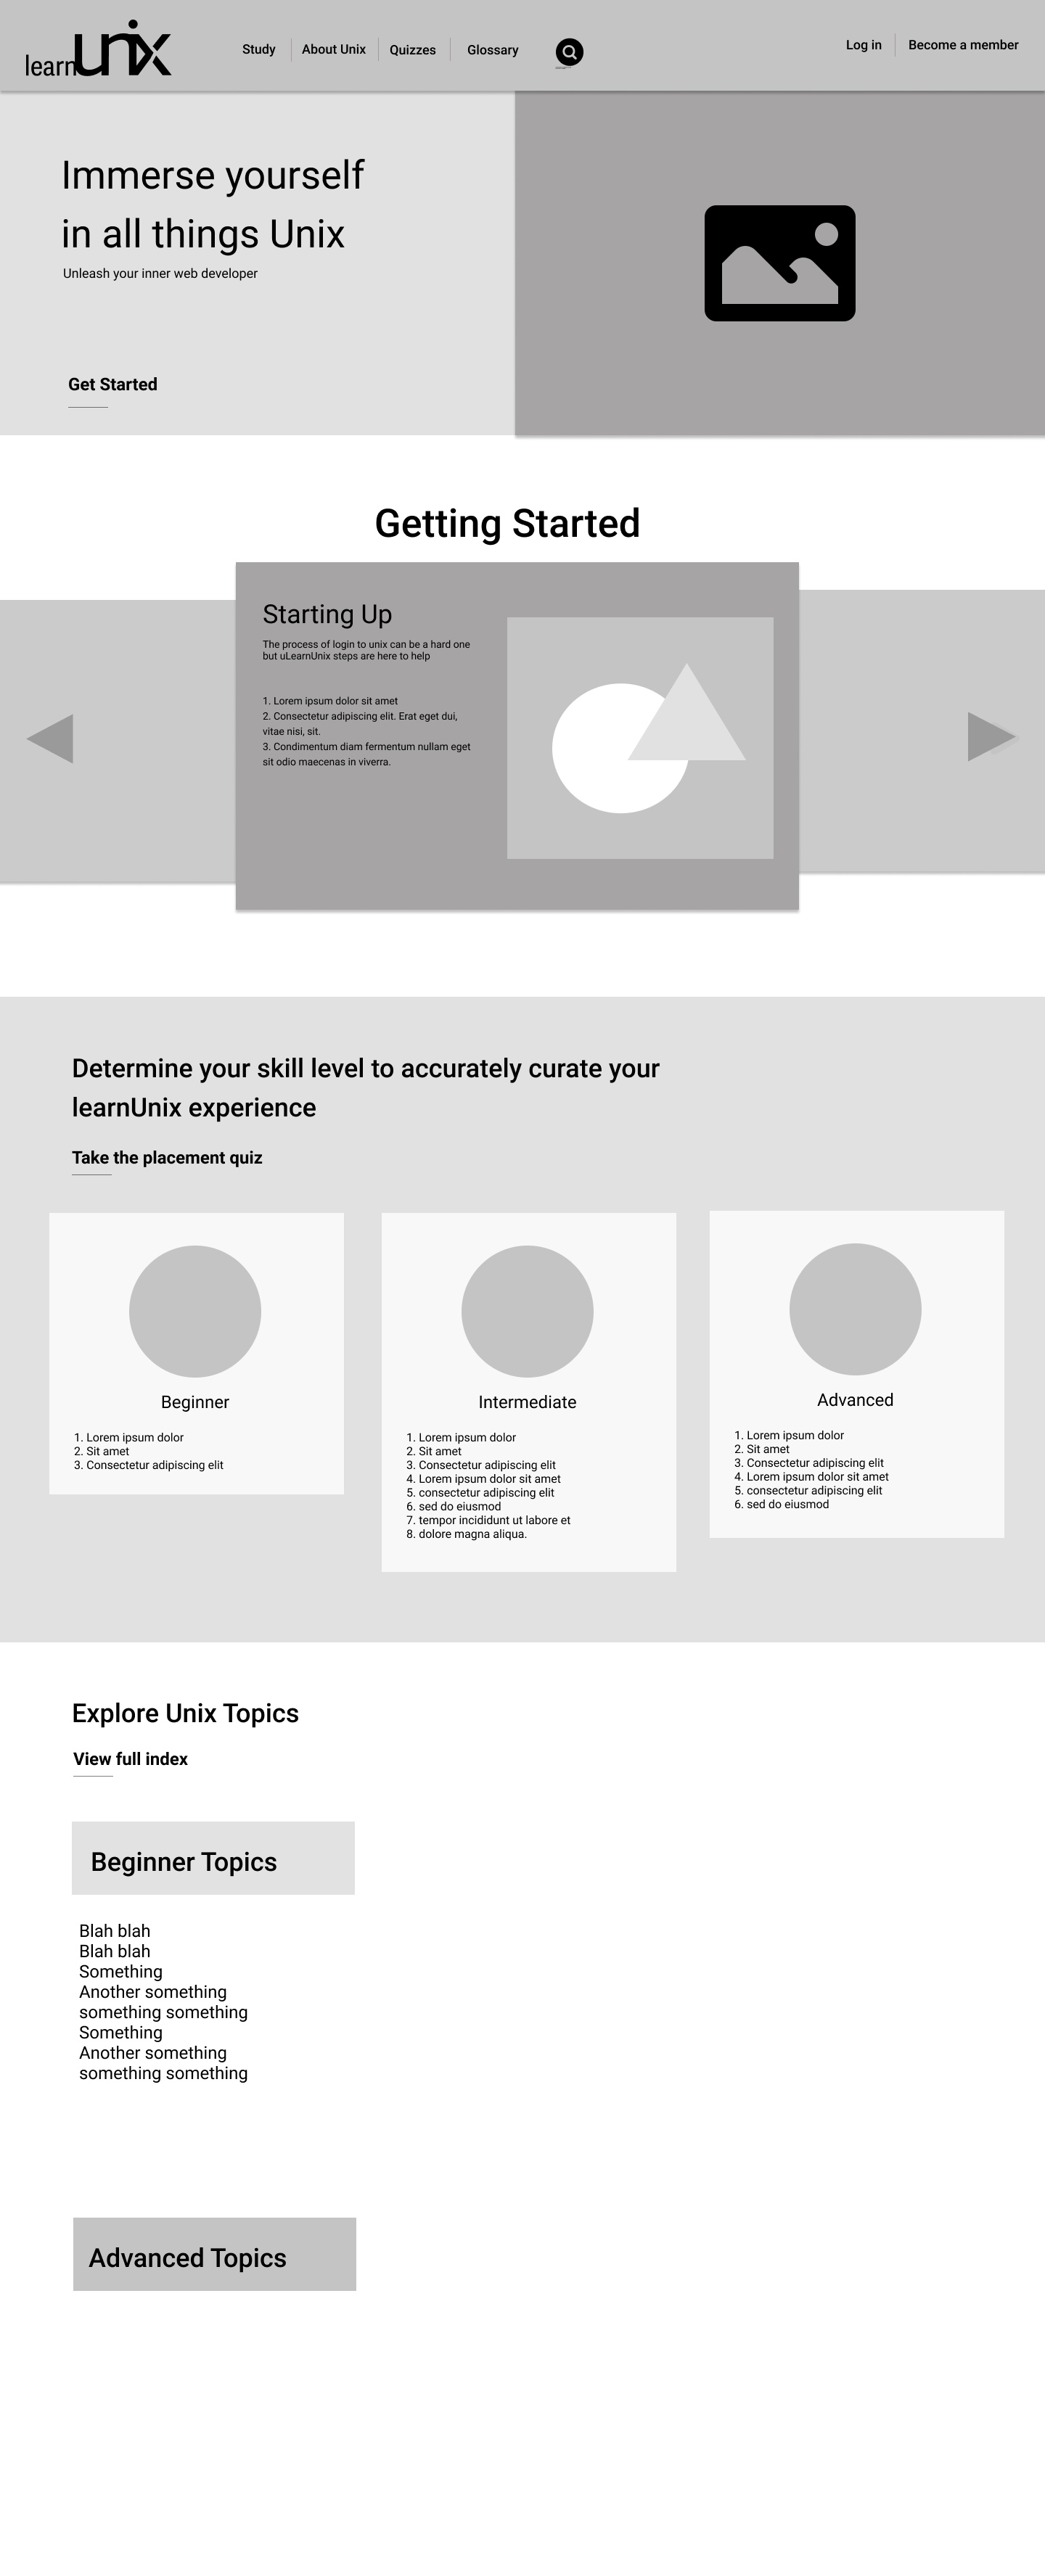 learnunix
Study
About Unix
Quizzes
Glossary
Log in
Become a member
Immerse yourself
in all things Unix
Unleash your inner web developer
Get Started
Getting Started
Starting Up
The process of login to unix can be a hard one
but uLearnUnix steps are here to help
1. Lorem ipsum dolor sit amet
2. Consectetur adipiscing elit. Erat eget dui,
vitae nisi, sit.
3. Condimentum diam fermentum nullam eget
sit odio maecenas in viverra.
Determine your skill level to accurately curate your
learnUnix experience
Take the placement quiz
Beginner
1. Lorem ipsum dolor
2. Sit amet
3. Consectetur adipiscing elit
Intermediate
1. Lorem ipsum dolor
2. Sit amet
3. Consectetur adipiscing elit
4. Lorem ipsum dolor sit amet
5. consectetur adipiscing elit
6. sed do eiusmod
7. tempor incididunt ut labore et
8. dolore magna aliqua.
Advanced
1. Lorem ipsum dolor
2. Sit amet
3. Consectetur adipiscing elit
4. Lorem ipsum dolor sit amet
5. consectetur adipiscing elit
6. sed do eiusmod
Explore Unix Topics
View full index
Beginner Topics
Blah blah
Blah blah
Something
Another something
something something
Something
Another something
something something
Advanced Topics